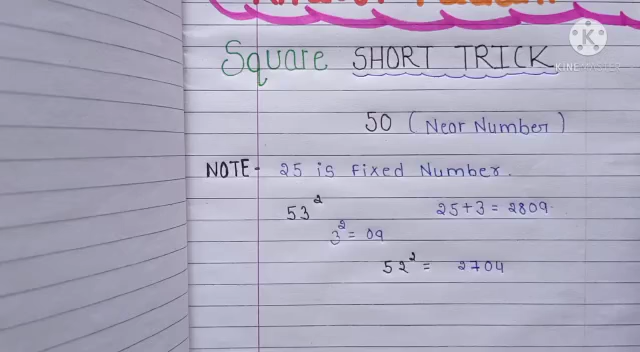 KINEMASTER
Square SHORT TRICK
50 (Near Number)
NOTE- 25 is Fixed Number.
53² 25+3 = 2809.
3² = 09
52² = 2704